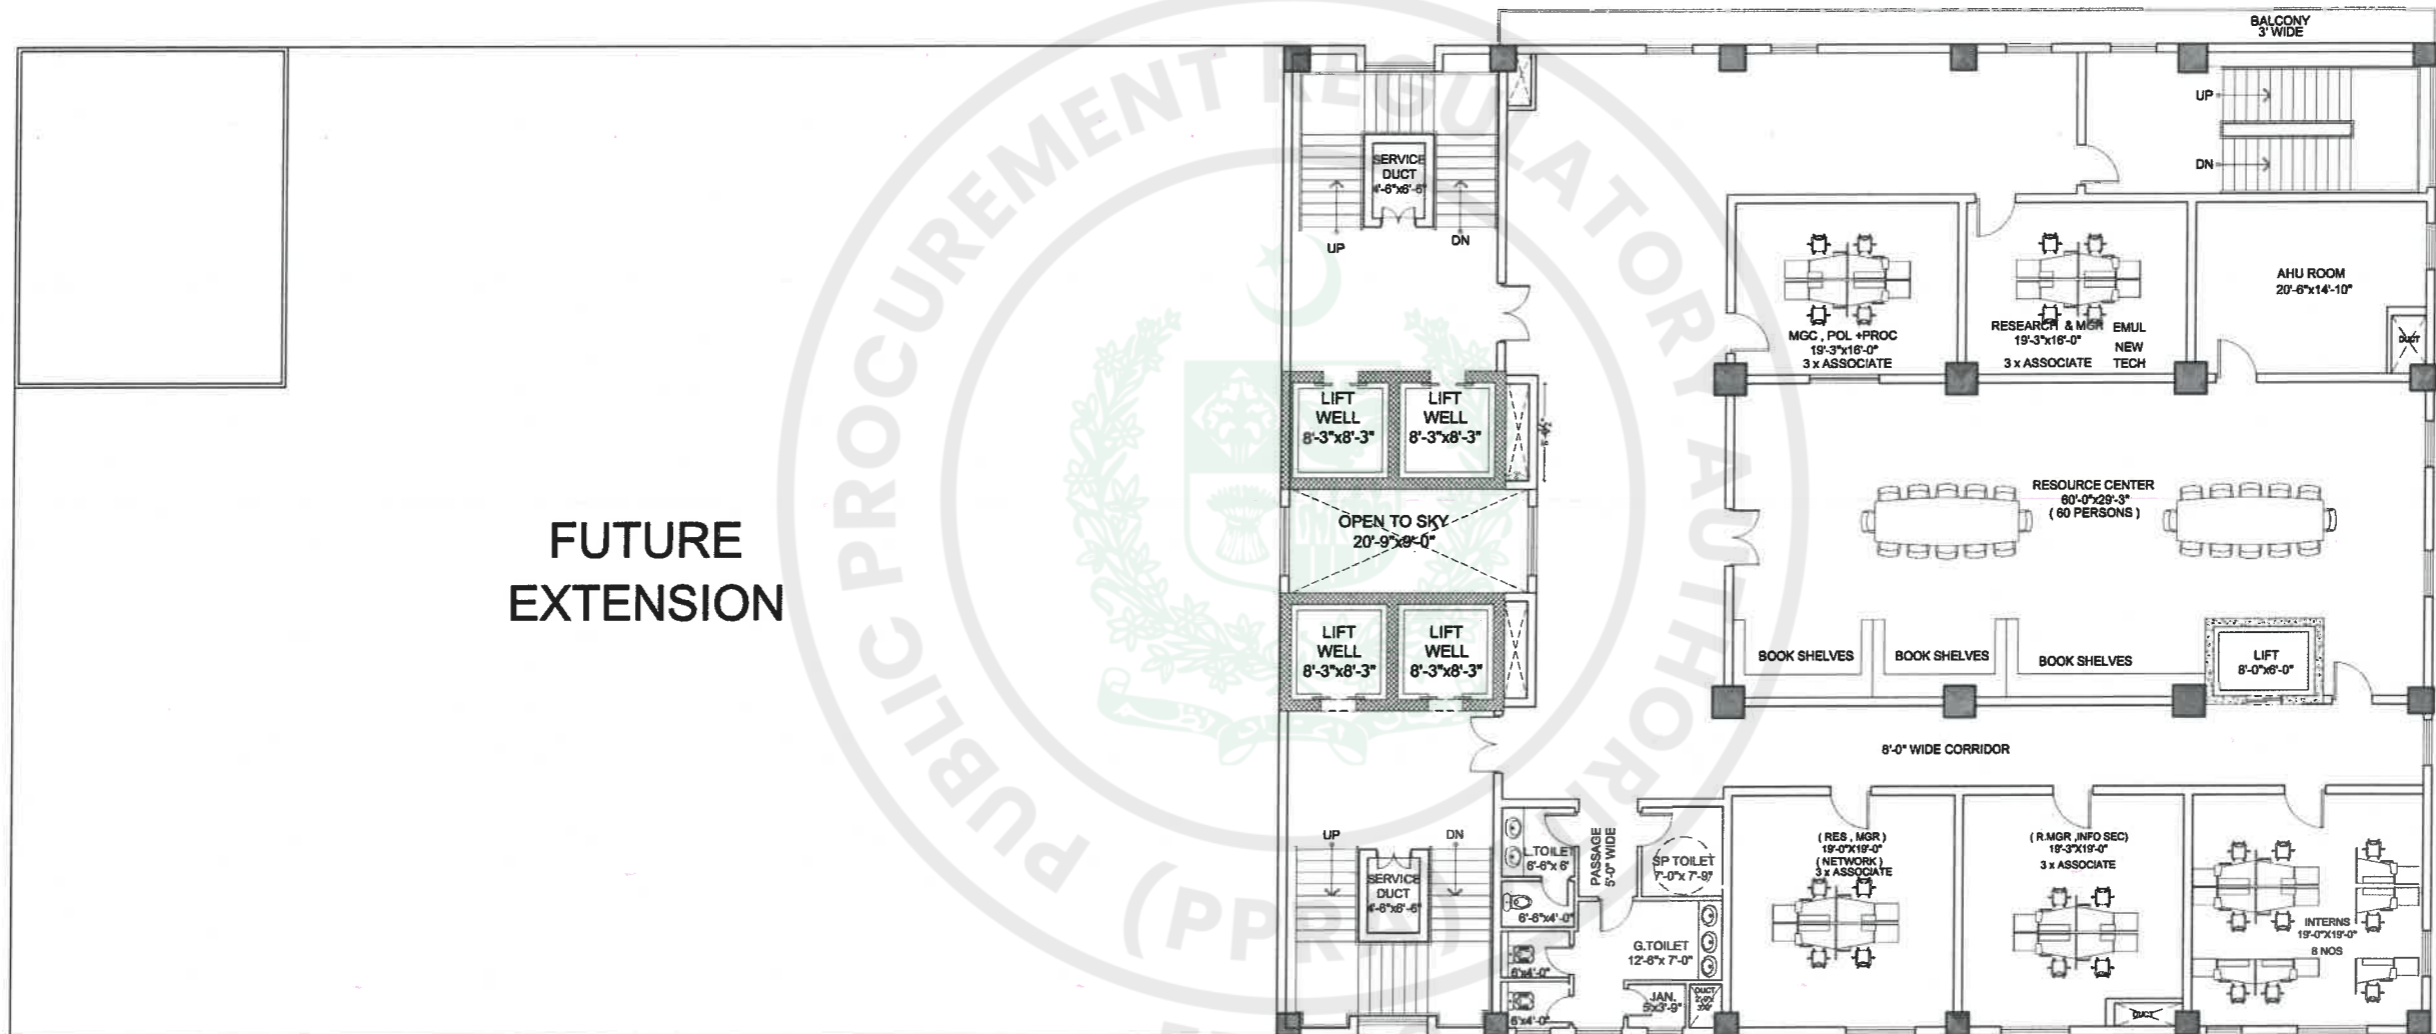 BALCONY
3' WIDE
PUBLIC PROCUREMENT REGULATORY AUTHORITY
(PPRA)
FUTURE
EXTENSION
SERVICE
DUCT
4'-6"x6'-6"
UP
DN
UP
DN
MGC , POL +PROC
19'-3"x16'-0"
3 x ASSOCIATE
RESEARCH & MGR
19'-3"x16'-0"
3 x ASSOCIATE
EMUL
NEW
TECH
AHU ROOM
20'-6"x14'-10"
DUCT
LIFT
WELL
8'-3"x8'-3"
LIFT
WELL
8'-3"x8'-3"
OPEN TO SKY
20'-9"x9'-0"
RESOURCE CENTER
60'-0"x29'-3"
( 60 PERSONS )
LIFT
WELL
8'-3"x8'-3"
LIFT
WELL
8'-3"x8'-3"
BOOK SHELVES
BOOK SHELVES
BOOK SHELVES
LIFT
8'-0"x6'-0"
8'-0" WIDE CORRIDOR
UP
DN
SERVICE
DUCT
4'-6"x6'-6"
L.TOILET
6'-6"x 6'
6'-6"x4'-0"
6'x4'-0"
6'x4'-0"
PASSAGE
5'-0" WIDE
SP TOILET
7'-0"x 7'-9"
G.TOILET
12'-6"x 7'-0"
JAN.
5'x3'-9"
DUCT
( RES , MGR )
19'-0"X19'-0"
( NETWORK )
3 x ASSOCIATE
( R.MGR ,INFO SEC)
19'-3"X19'-0"
3 x ASSOCIATE
DUCT
INTERNS
19'-0"X19'-0"
8 NOS